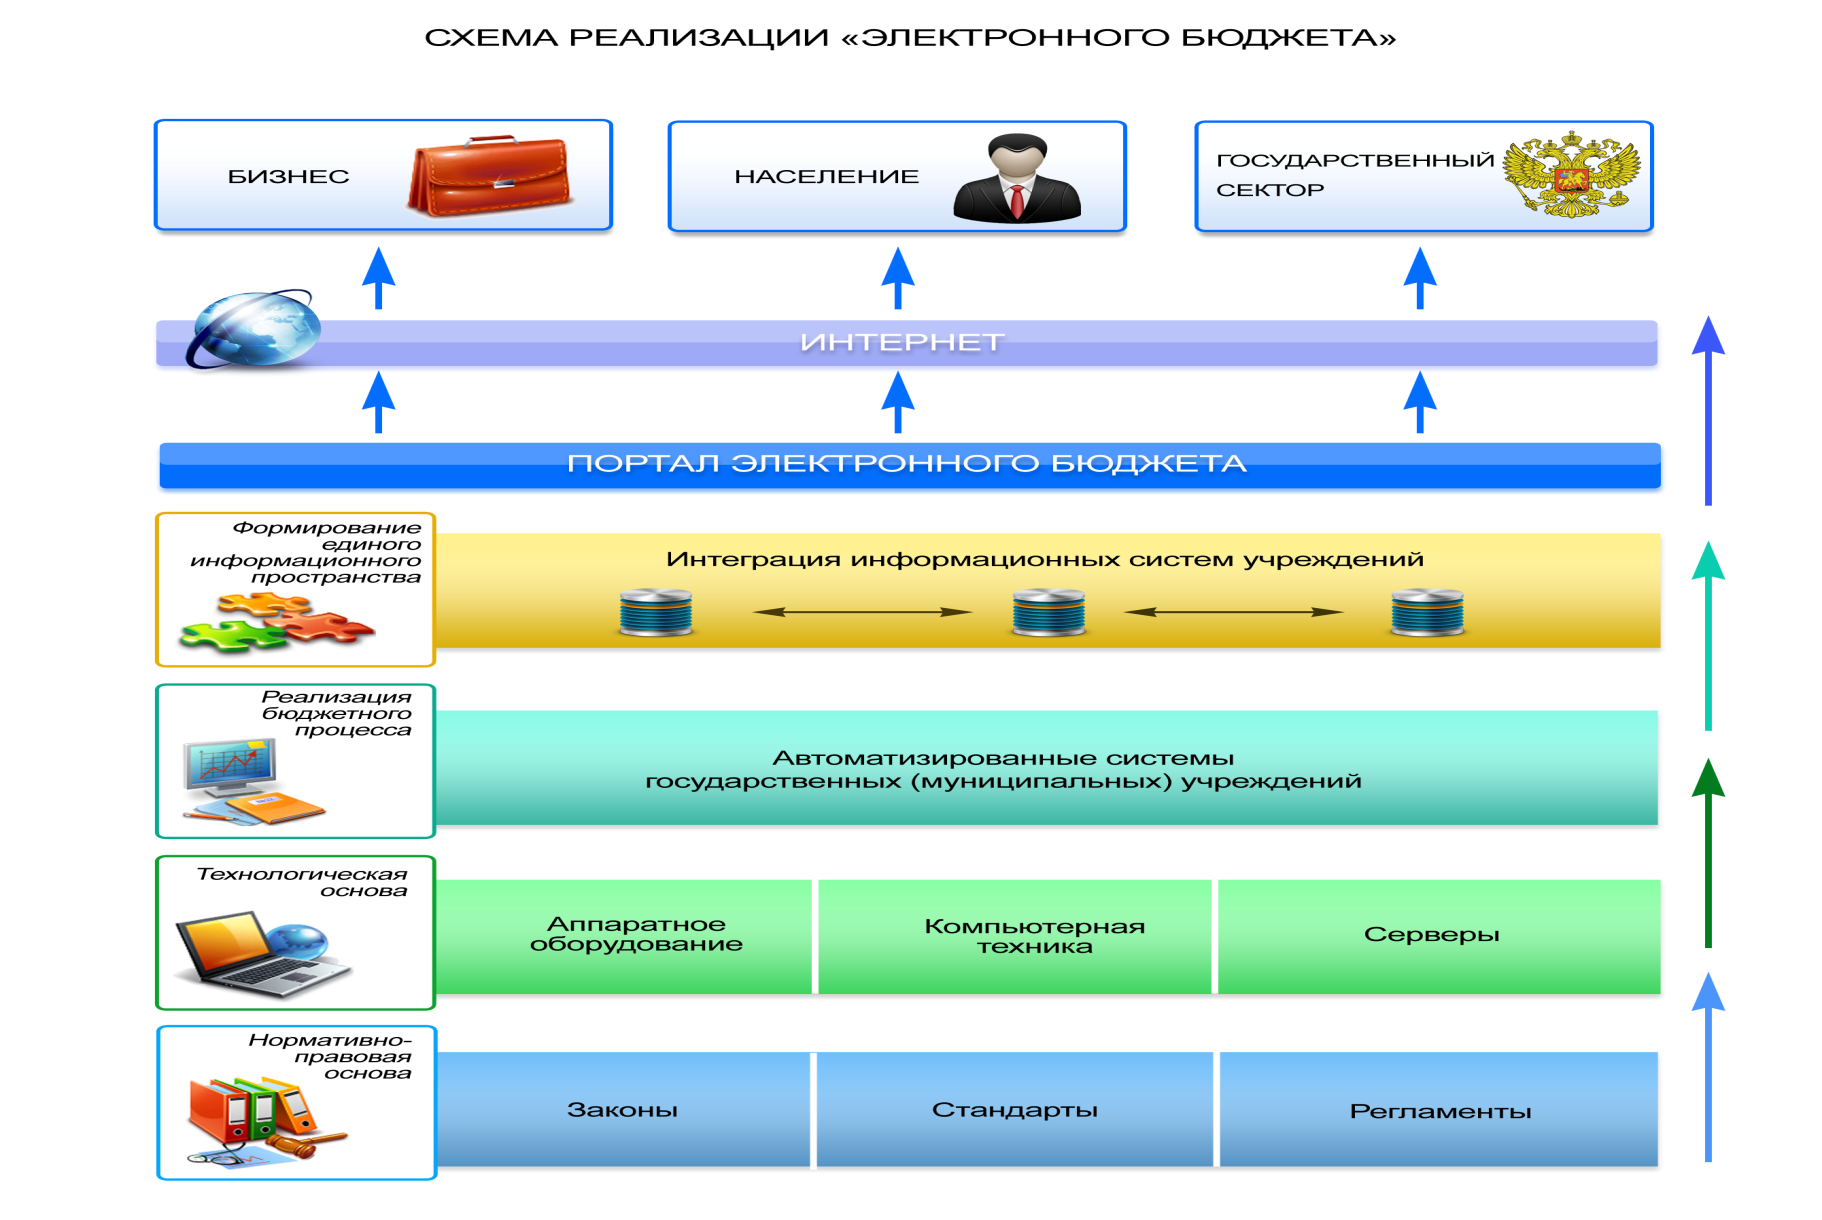 СХЕМА РЕАЛИЗАЦИИ «ЭЛЕКТРОННОГО БЮДЖЕТА»
БИЗНЕС
НАСЕЛЕНИЕ
ГОСУДАРСТВЕННЫЙ
СЕКТОР
ИНТЕРНЕТ
ПОРТАЛ ЭЛЕКТРОННОГО БЮДЖЕТА
Формирование
единого
информационного
пространства
Интеграция информационных систем учреждений
Реализация
бюджетного
процесса
Автоматизированные системы
государственных (муниципальных) учреждений
Технологическая
основа
Аппаратное
оборудование
Компьютерная
техника
Серверы
Нормативно-
правовая
основа
Законы
Стандарты
Регламенты